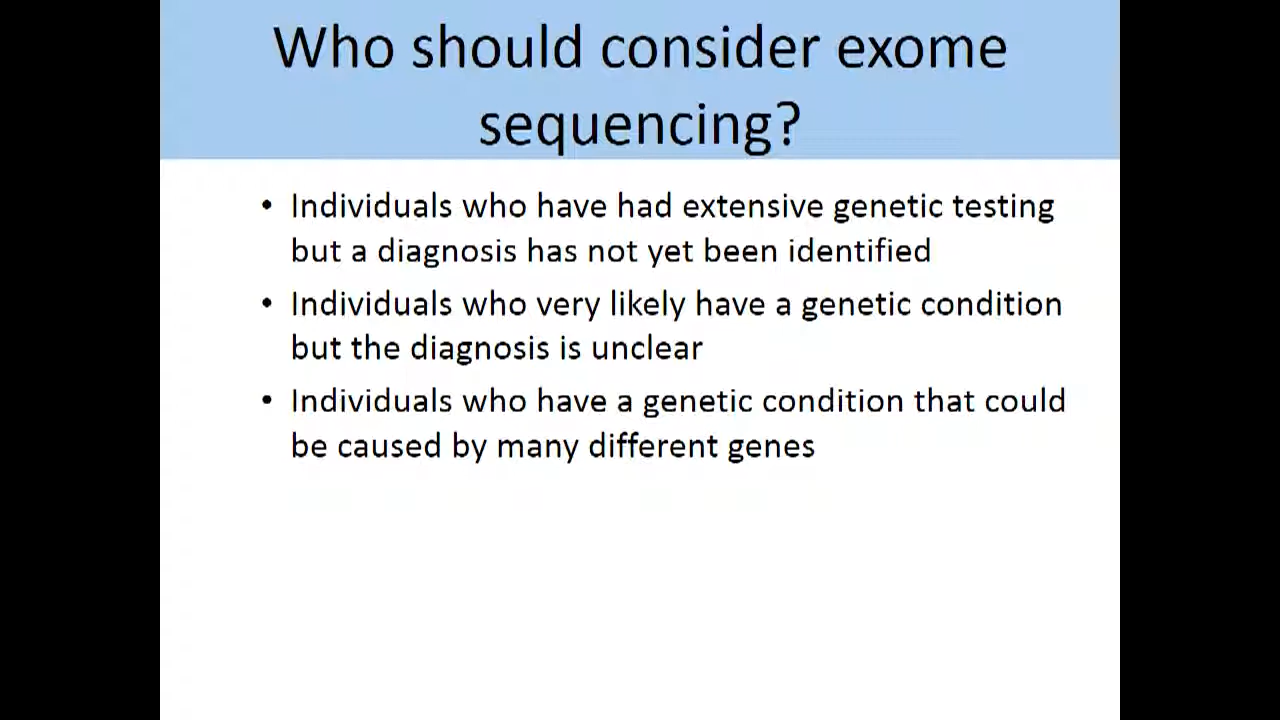 Who should consider exome
sequencing?
• Individuals who have had extensive genetic testing
but a diagnosis has not yet been identified
• Individuals who very likely have a genetic condition
but the diagnosis is unclear
• Individuals who have a genetic condition that could
be caused by many different genes